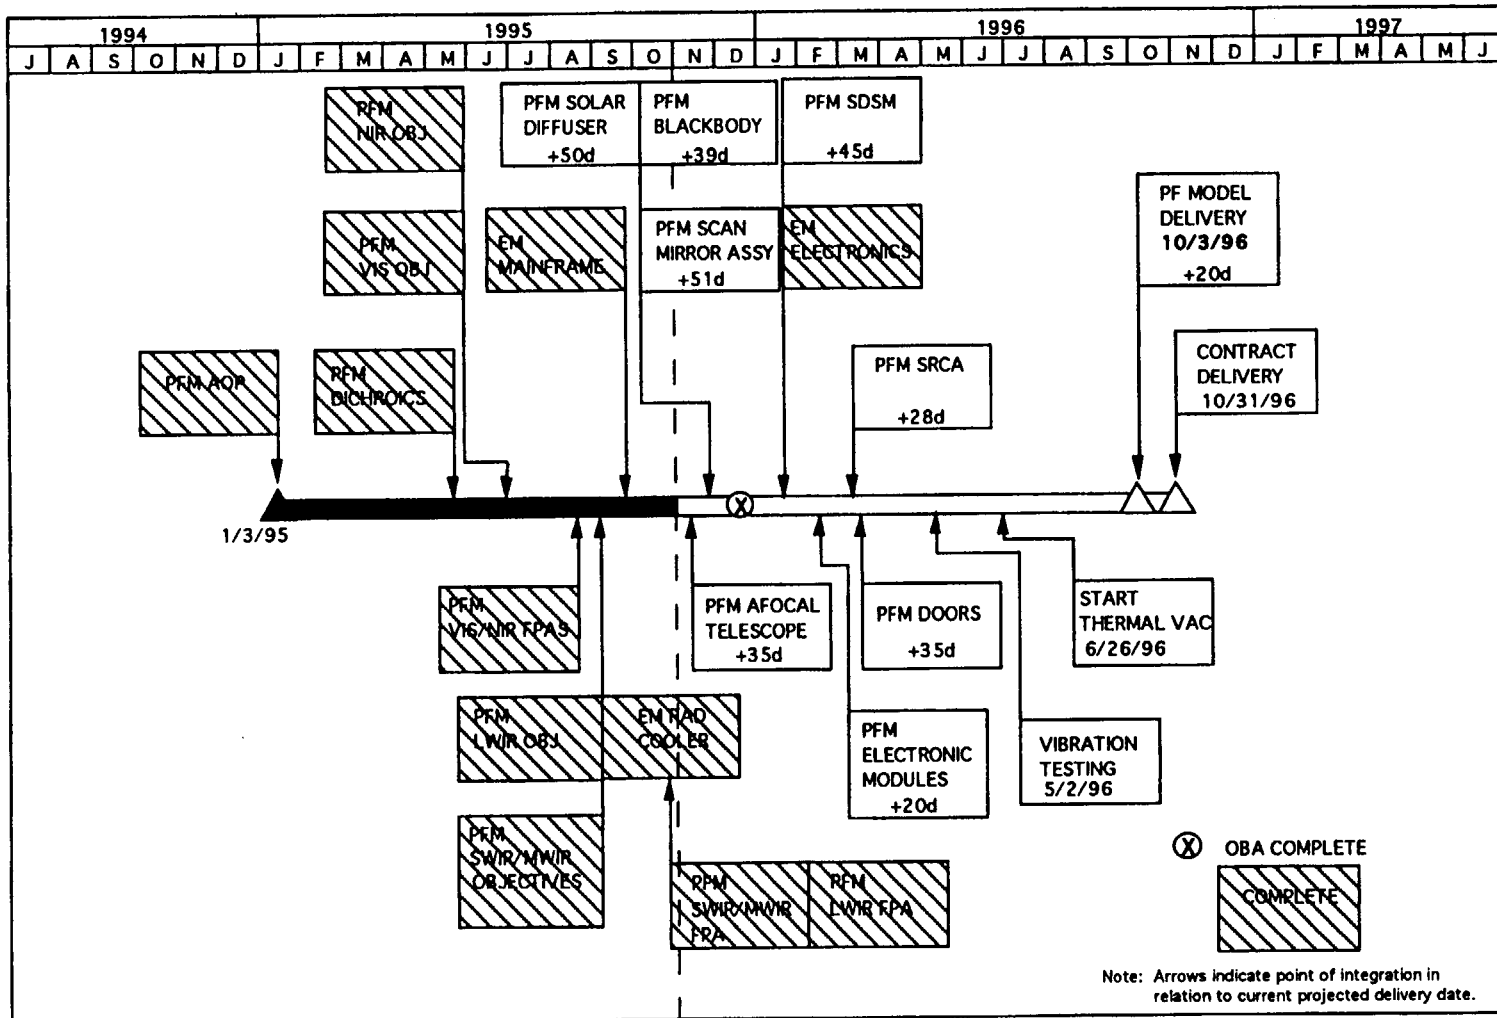 1994 1995 1996 1997
J A S O N D J F M A M J J A S O N D J F M A M J J A S O N D J F M A M J
PFM
NIR OBJ
PFM SOLAR
DIFFUSER
+50d
PFM
BLACKBODY
+39d
PFM SDSM
+45d
PF MODEL
DELIVERY
10/3/96
+20d
PFM
VIS OBJ
EM
MAINFRAME
PFM SCAN
MIRROR ASSY
+51d
EM
ELECTRONICS
PFM AOP
PFM
DICHROICS
PFM SRCA
+28d
CONTRACT
DELIVERY
10/31/96
X
1/3/95
PFM
VIS/NIR FPAS
PFM AFOCAL
TELESCOPE
+35d
PFM DOORS
+35d
START
THERMAL VAC
6/26/96
PFM
LWIR OBJ
EM RAD
COOLER
PFM
ELECTRONIC
MODULES
+20d
VIBRATION
TESTING
5/2/96
PFM
SWIR/MWIR
OBJECTIVES
PFM
SWIR/MWIR
FPA
PFM
LWIR FPA
X OBA COMPLETE
COMPLETE
Note: Arrows indicate point of integration in
relation to current projected delivery date.